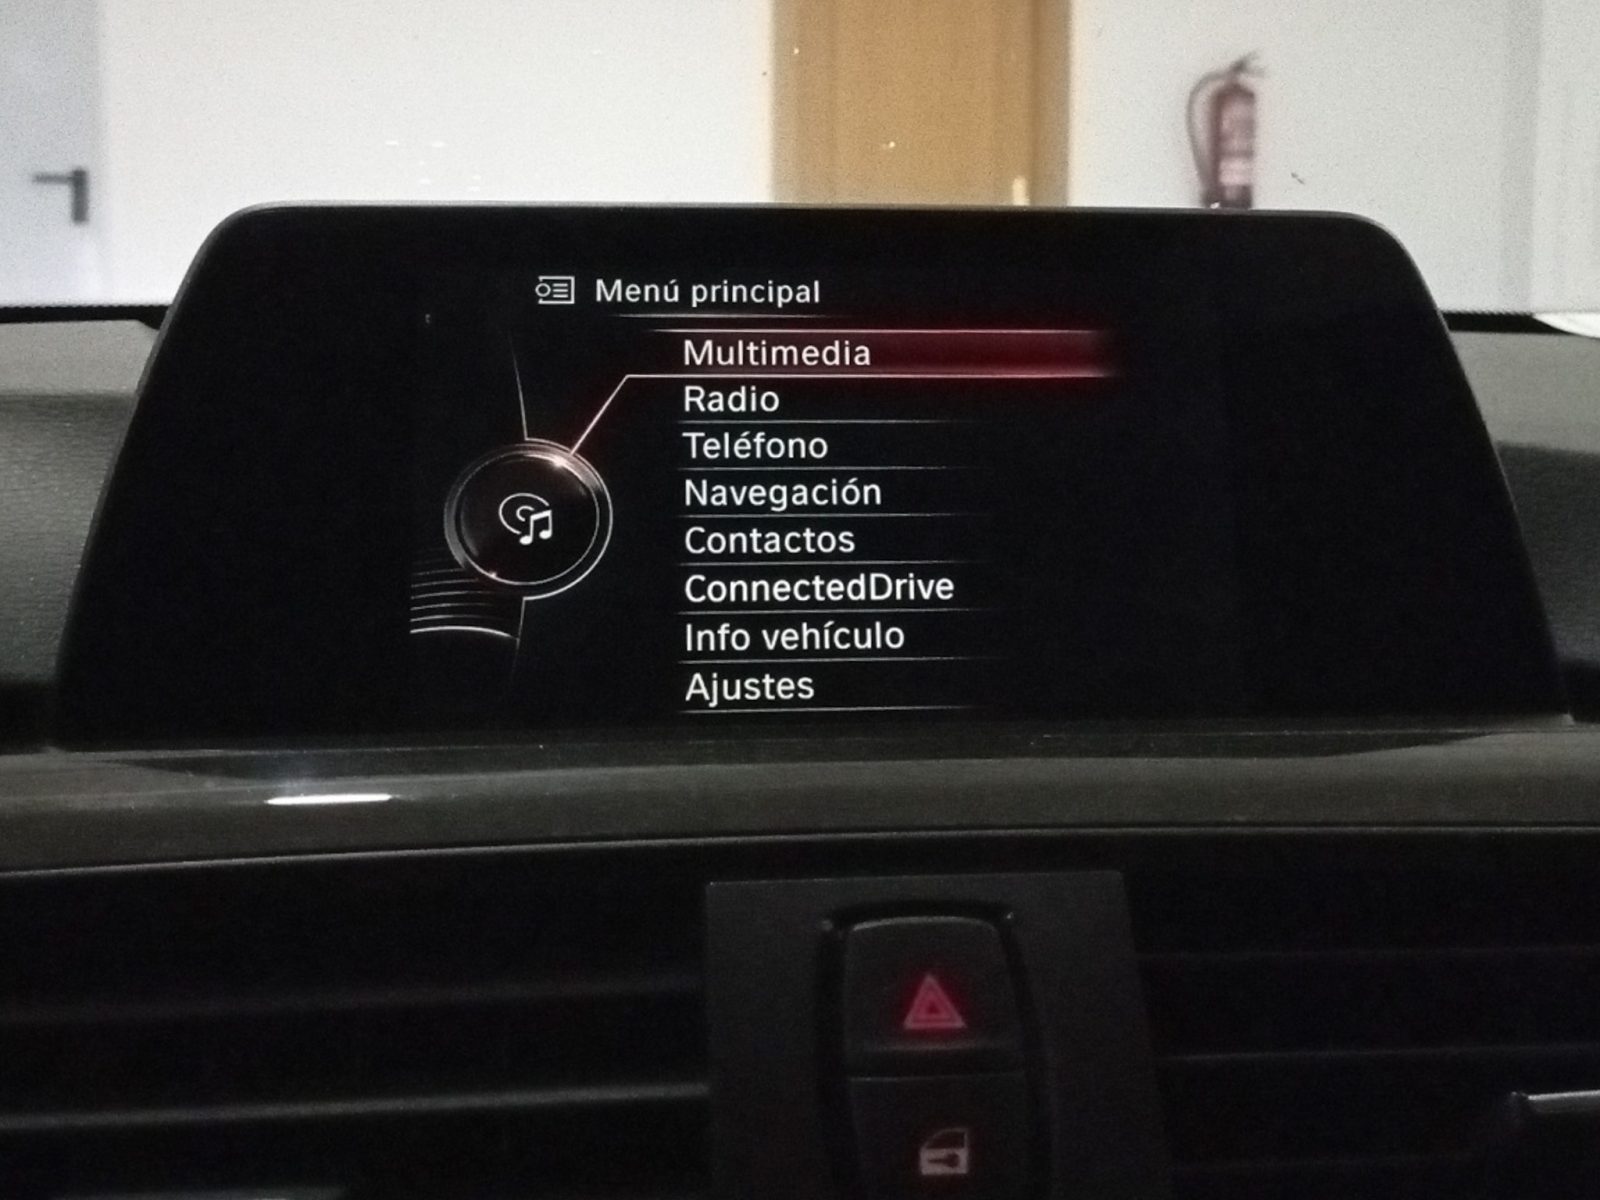 Menú principal
Multimedia
Radio
Teléfono
Navegación
Contactos
ConnectedDrive
Info vehículo
Ajustes